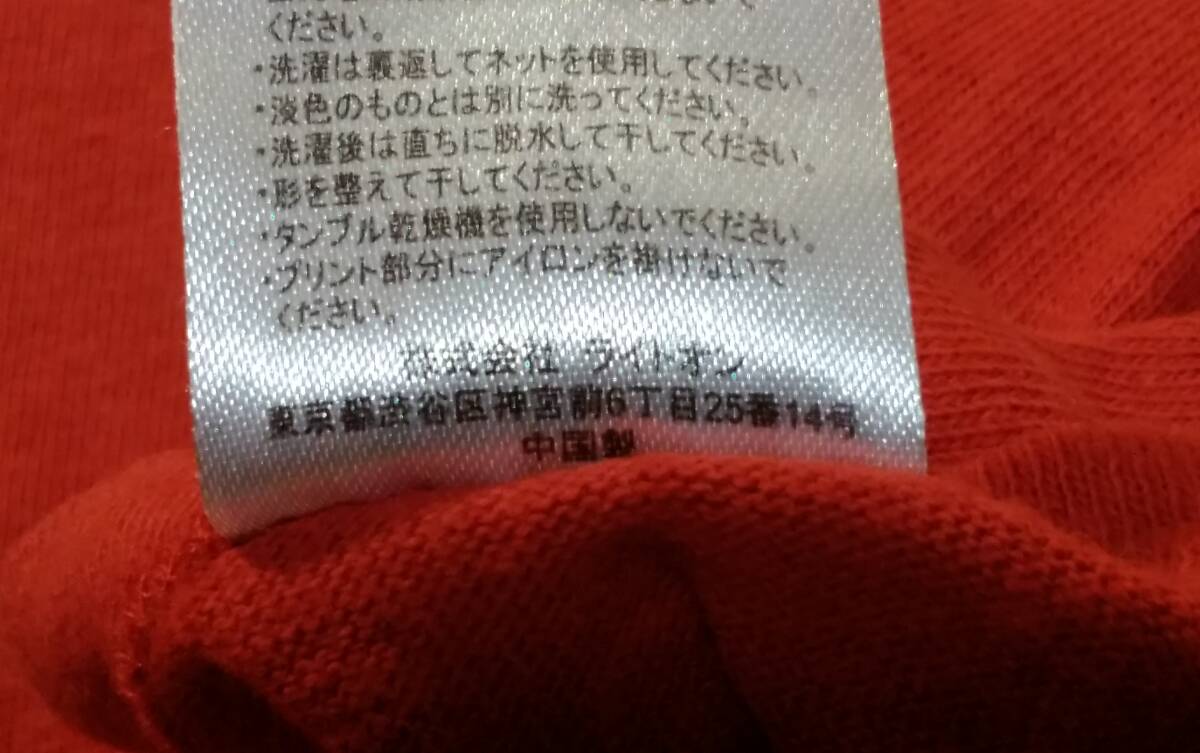 ください。
・洗濯は裏返してネットを使用してください。
・淡色のものとは別に洗ってください。
・洗濯後は直ちに脱水して干してください。
・形を整えて干してください。
・タンブル乾燥機を使用しないでください。
・プリント部分にアイロンを掛けないで
ください。
株式会社 ライトオン
東京都渋谷区神宮前6丁目25番14号
中国製